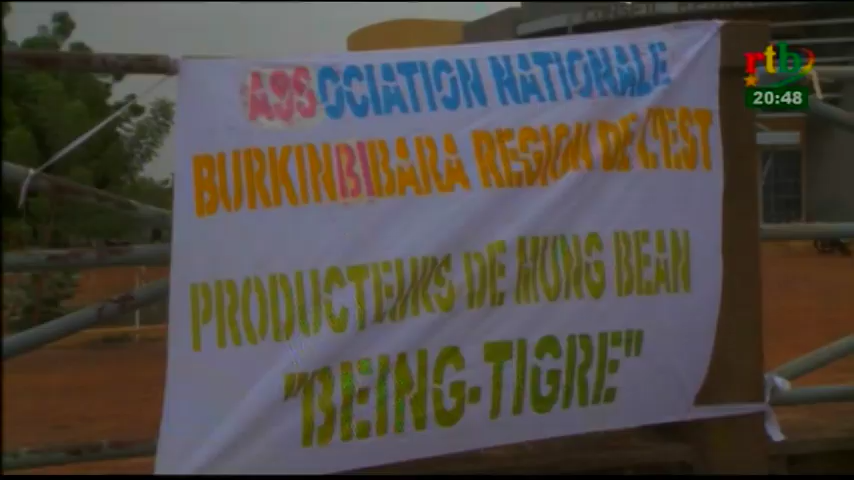 ASSOCIATION NATIONALE
BURKINBIBARA REGION DE L'EST
PRODUCTEURS DE MUNG BEAN
"BEING-TIGRE"
rtb
20:48